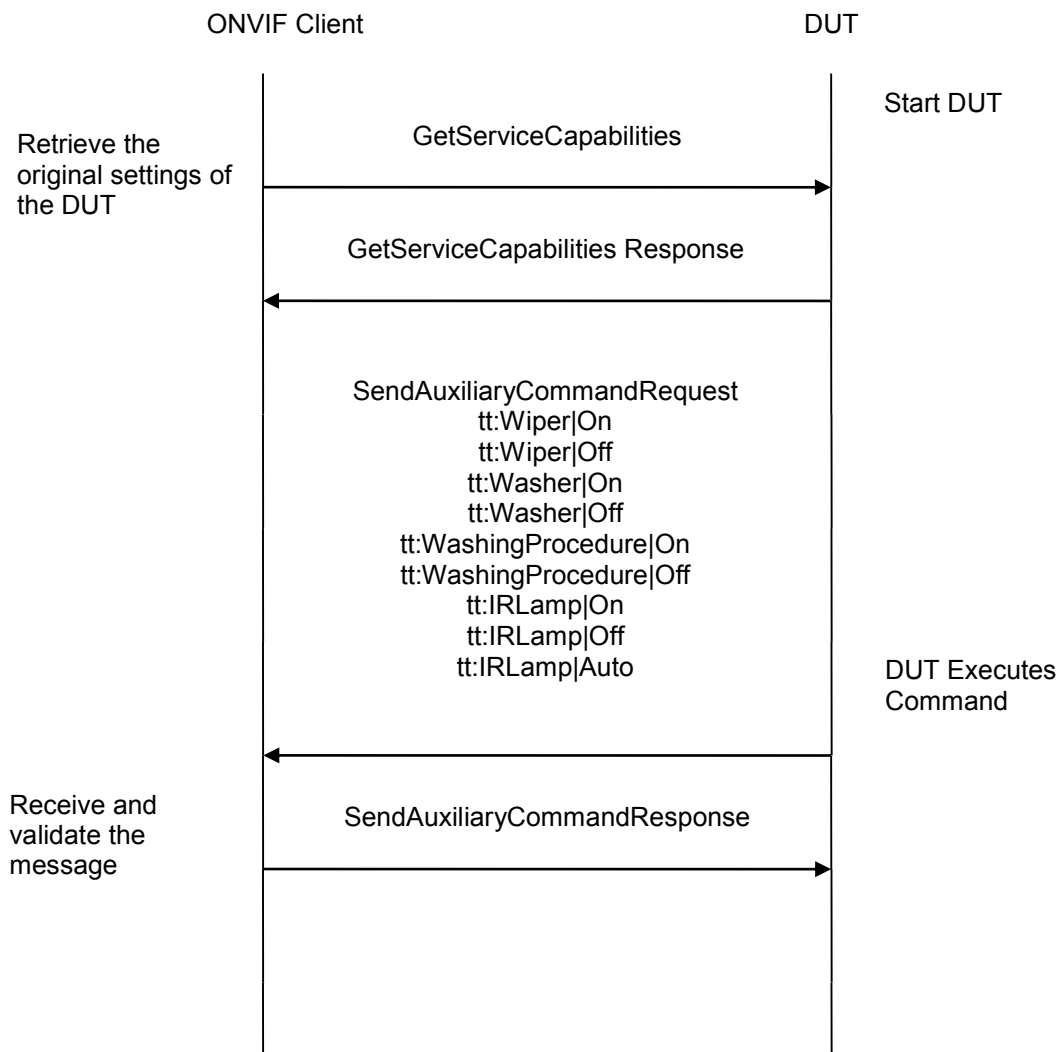 ONVIF Client
DUT
Start DUT
GetServiceCapabilities
Retrieve the
original settings of
the DUT
GetServiceCapabilities Response
SendAuxiliaryCommandRequest
tt:Wiper|On
tt:Wiper|Off
tt:Washer|On
tt:Washer|Off
tt:WashingProcedure|On
tt:WashingProcedure|Off
tt:IRLamp|On
tt:IRLamp|Off
tt:IRLamp|Auto
DUT Executes
Command
Receive and
validate the
message
SendAuxiliaryCommandResponse